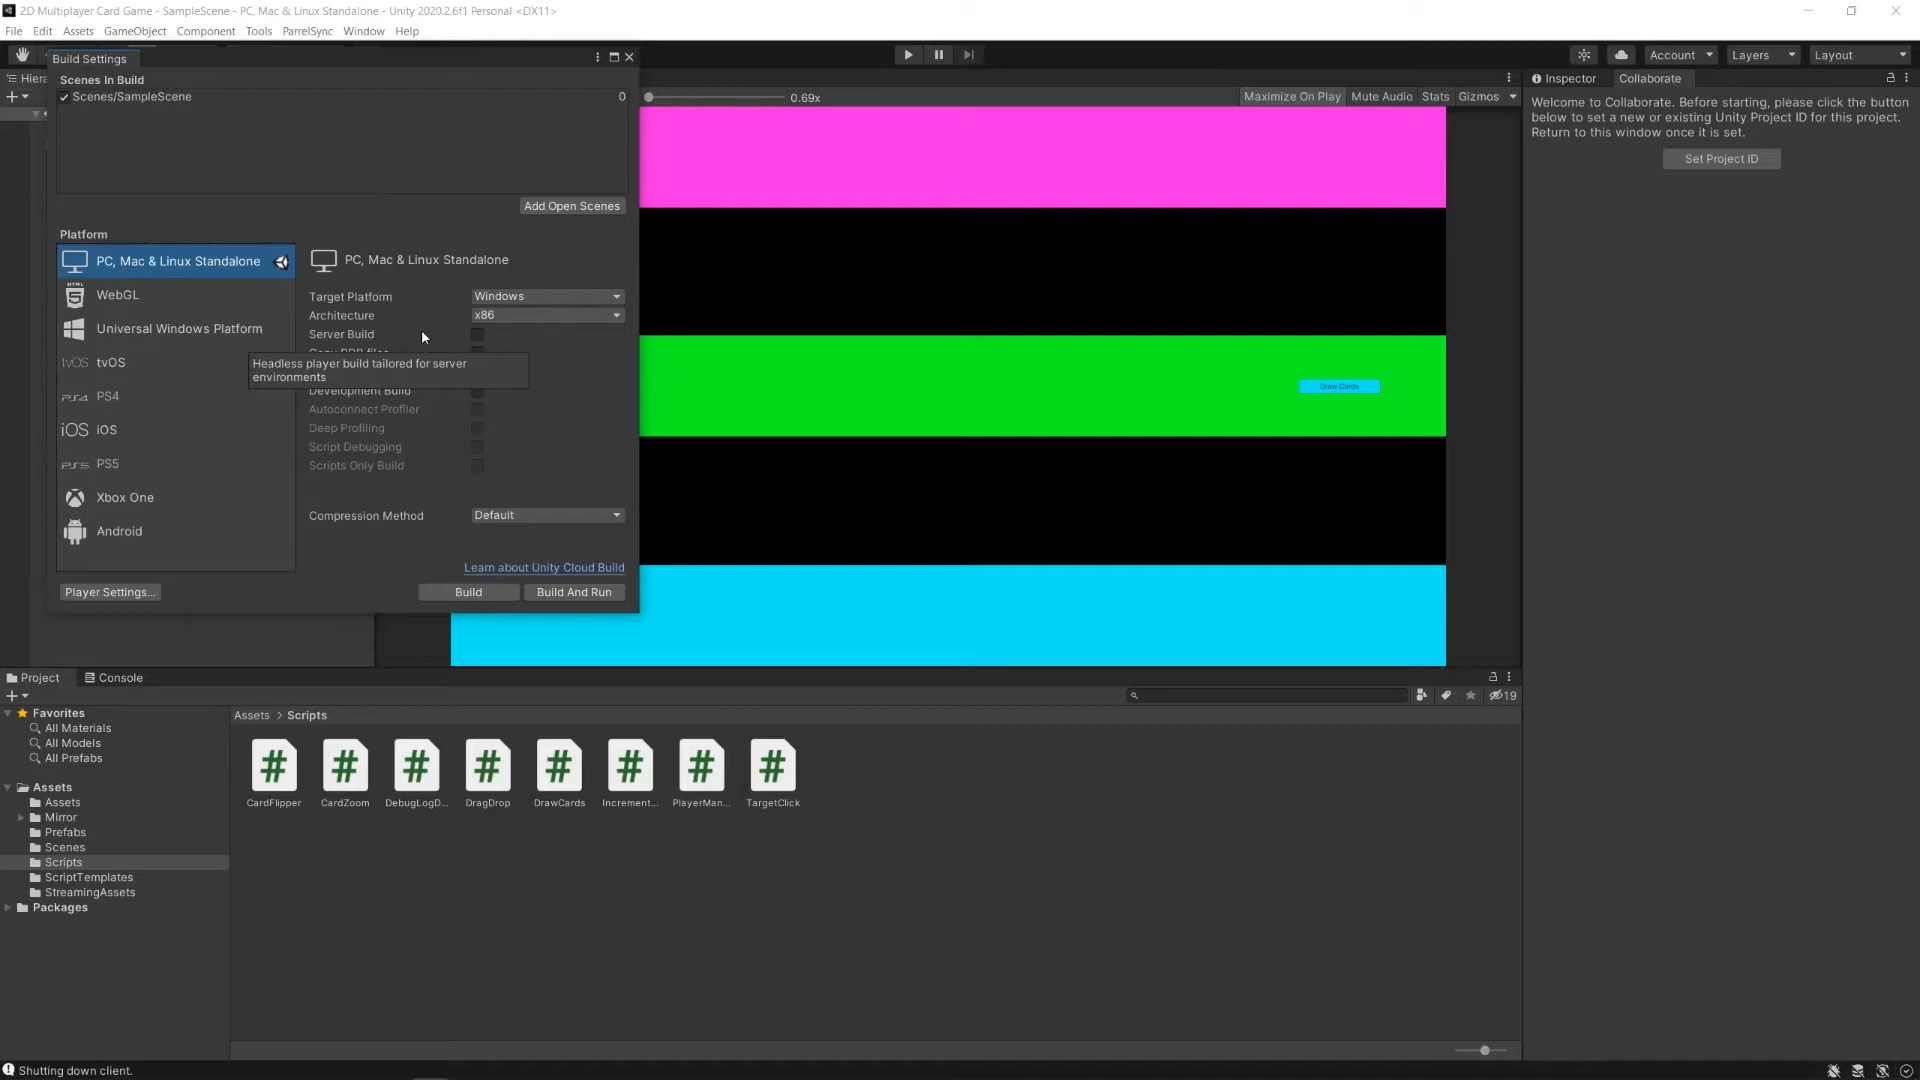 2D Multiplayer Card Game - SampleScene - PC, Mac & Linux Standalone - Unity 2020.2.6f1 Personal <DX11>
File Edit Assets GameObject Component Tools ParrelSync Window Help
Account Layers Layout
Build Settings
Hiera
Scenes In Build
Scenes/SampleScene 0
0.69x Maximize On Play Mute Audio Stats Gizmos
Inspector Collaborate
Welcome to Collaborate. Before starting, please click the button
below to set a new or existing Unity Project ID for this project.
Return to this window once it is set.
Set Project ID
Add Open Scenes
Platform
PC, Mac & Linux Standalone
HTML WebGL
Universal Windows Platform
tvOS tvOS
PS4 PS4
iOS iOS
PS5 PS5
Xbox One
Android
PC, Mac & Linux Standalone
Target Platform Windows
Architecture x86
Server Build
Headless player build tailored for server
environments
Development Build
Autoconnect Profiler
Deep Profiling
Script Debugging
Scripts Only Build
Compression Method Default
Learn about Unity Cloud Build
Player Settings... Build Build And Run
Draw Cards
Project Console
19
Favorites
All Materials
All Models
All Prefabs
Assets
Assets
Mirror
Prefabs
Scenes
Scripts
ScriptTemplates
StreamingAssets
Packages
Assets > Scripts
# # # # # # # #
CardFlipper CardZoom DebugLogD... DragDrop DrawCards Increment... PlayerMan... TargetClick
Shutting down client.